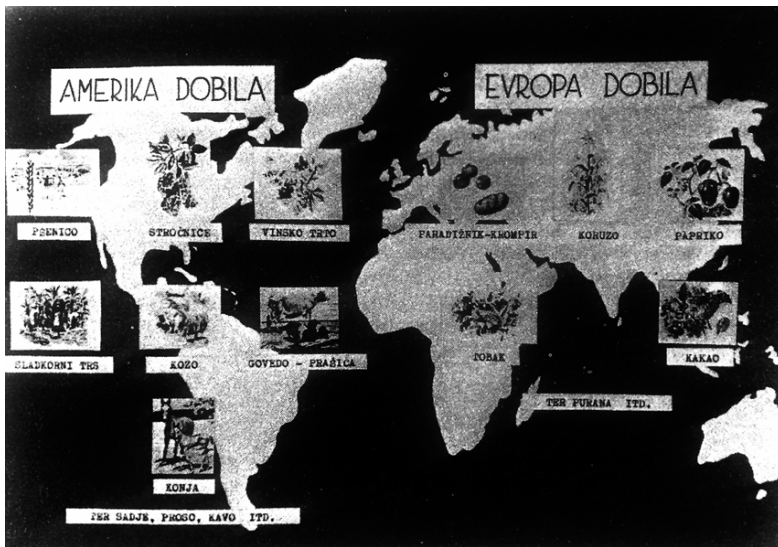 AMERIKA DOBILA
EVROPA DOBILA
PŠENICO
STROČNICE
VINSKO TRTO
PARADIŽNIK-KROMPIR
KORUZO
PAPRIKO
SLADKORNI TRS
KOZO
GOVEDO - PRAŠIČA
TOBAK
KAKAO
TER PURANA ITD.
KONJA
TER SADJE, PROSO, KAVO ITD.